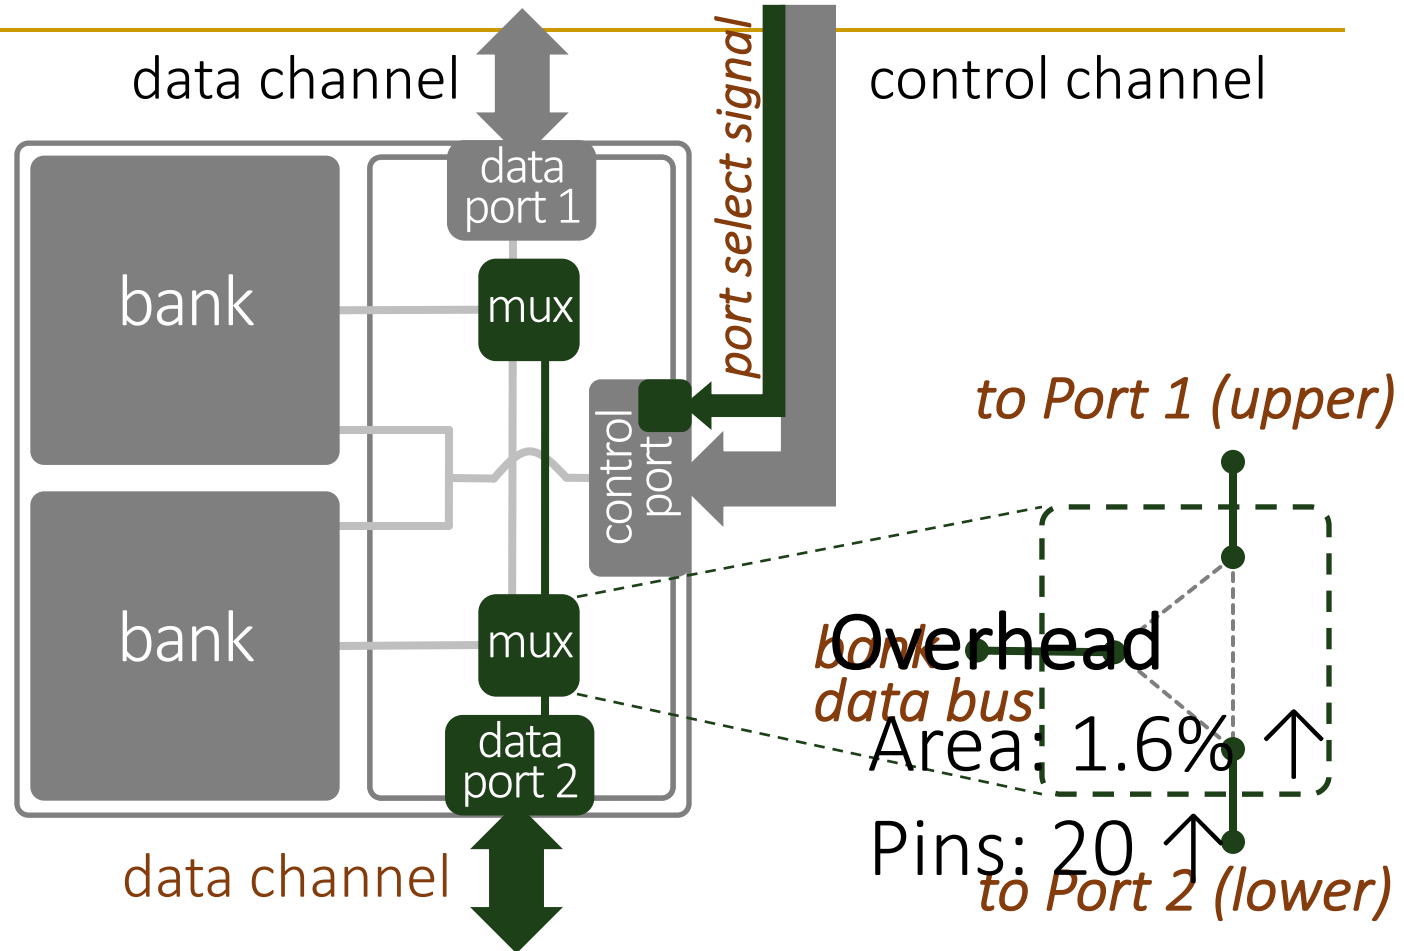 data channel
control channel
port select signal
data
port 1
bank
mux
control
port
bank
mux
data
port 2
data channel
to Port 1 (upper)
bank
data bus
Overhead
Area: 1.6% ↑
Pins: 20 ↑
to Port 2 (lower)